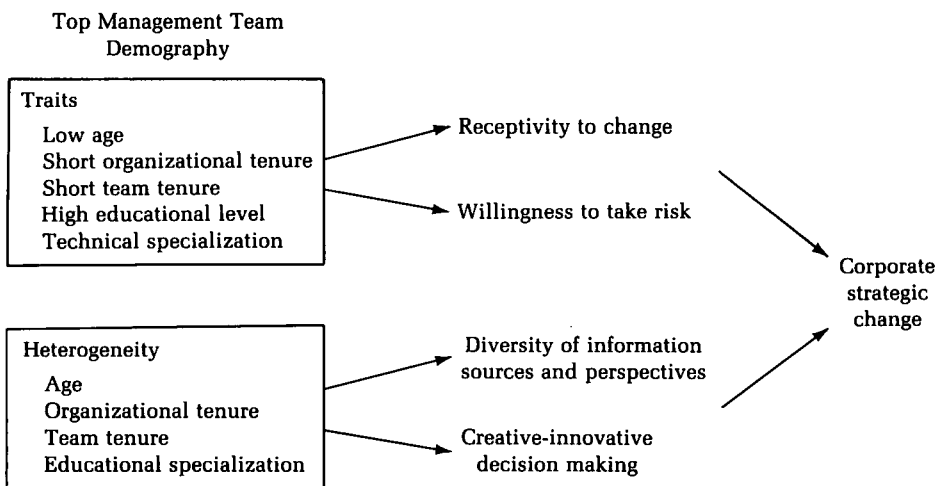 Top Management Team
Demography
Traits
Low age
Short organizational tenure
Short team tenure
High educational level
Technical specialization
Receptivity to change
Willingness to take risk
Corporate
strategic
change
Heterogeneity
Age
Organizational tenure
Team tenure
Educational specialization
Diversity of information
sources and perspectives
Creative-innovative
decision making